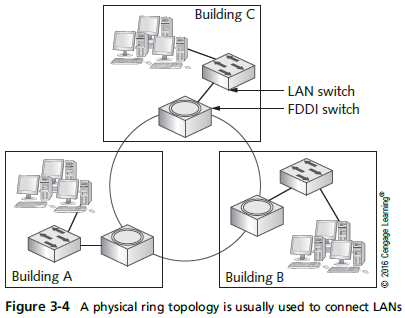 Building C
LAN switch
FDDI switch
Building A
Building B
© 2016 Cengage Learning®
Figure 3-4 A physical ring topology is usually used to connect LANs